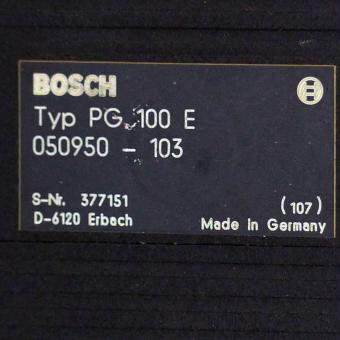 BOSCH
Typ PG 100 E
050950 - 103
S-Nr. 377151
(107)
D-6120 Erbach
Made in Germany